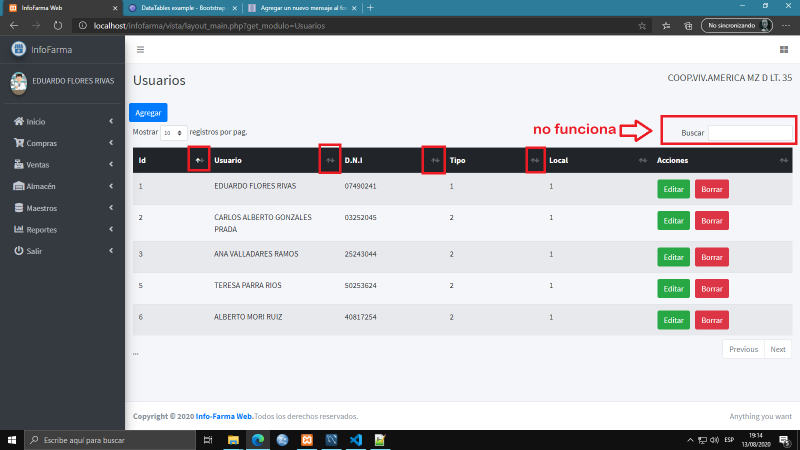 InfoFarma Web
DataTables example - Bootstrap
Agregar un nuevo mensaje al for
localhost/infofarma/vista/layout_main.php?get_modulo=Usuarios
No sincronizando
InfoFarma
EDUARDO FLORES RIVAS
Inicio
Compras
Ventas
Almacén
Maestros
Reportes
Salir
Usuarios
COOP.VIV.AMERICA MZ D LT. 35
Agregar
Mostrar 10 registros por pag.
no funciona
Buscar
Id Usuario D.N.I Tipo Local Acciones
1 EDUARDO FLORES RIVAS 07490241 1 1 Editar Borrar
2 CARLOS ALBERTO GONZALES PRADA 03252045 2 1 Editar Borrar
3 ANA VALLADARES RAMOS 25243044 2 1 Editar Borrar
5 TERESA PARRA RIOS 50253624 2 1 Editar Borrar
6 ALBERTO MORI RUIZ 40817254 2 1 Editar Borrar
...
Previous Next
Copyright © 2020 Info-Farma Web.Todos los derechos reservados.
Anything you want
Escribe aquí para buscar
ESP
19:14
13/08/2020
5